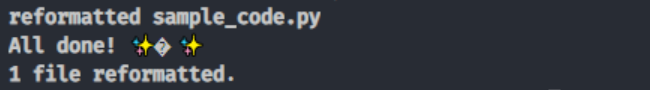 reformatted sample_code.py
All done! ✨� ✨
1 file reformatted.